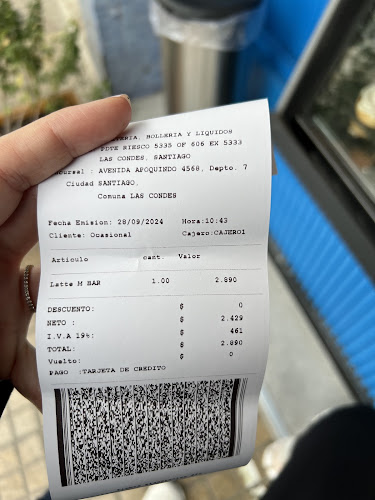 BOLLERIA Y LIQUIDOS
PDTE RIESCO 5335 OF 606 EX 5333
LAS CONDES, SANTIAGO
: AVENIDA APOQUINDO 4568, Depto. 7
Ciudad SANTIAGO,
Comuna LAS CONDES
Fecha Emision: 28/09/2024 Hora:10:43
Cliente: Ocasional Cajero:CAJERO1
Articulo cant. Valor
Latte M BAR 1.00 2.890
DESCUENTO: $ 0
NETO : $ 2.429
I.V.A 19%: $ 461
TOTAL: $ 2.890
Vuelto: $ 0
PAGO :TARJETA DE CREDITO